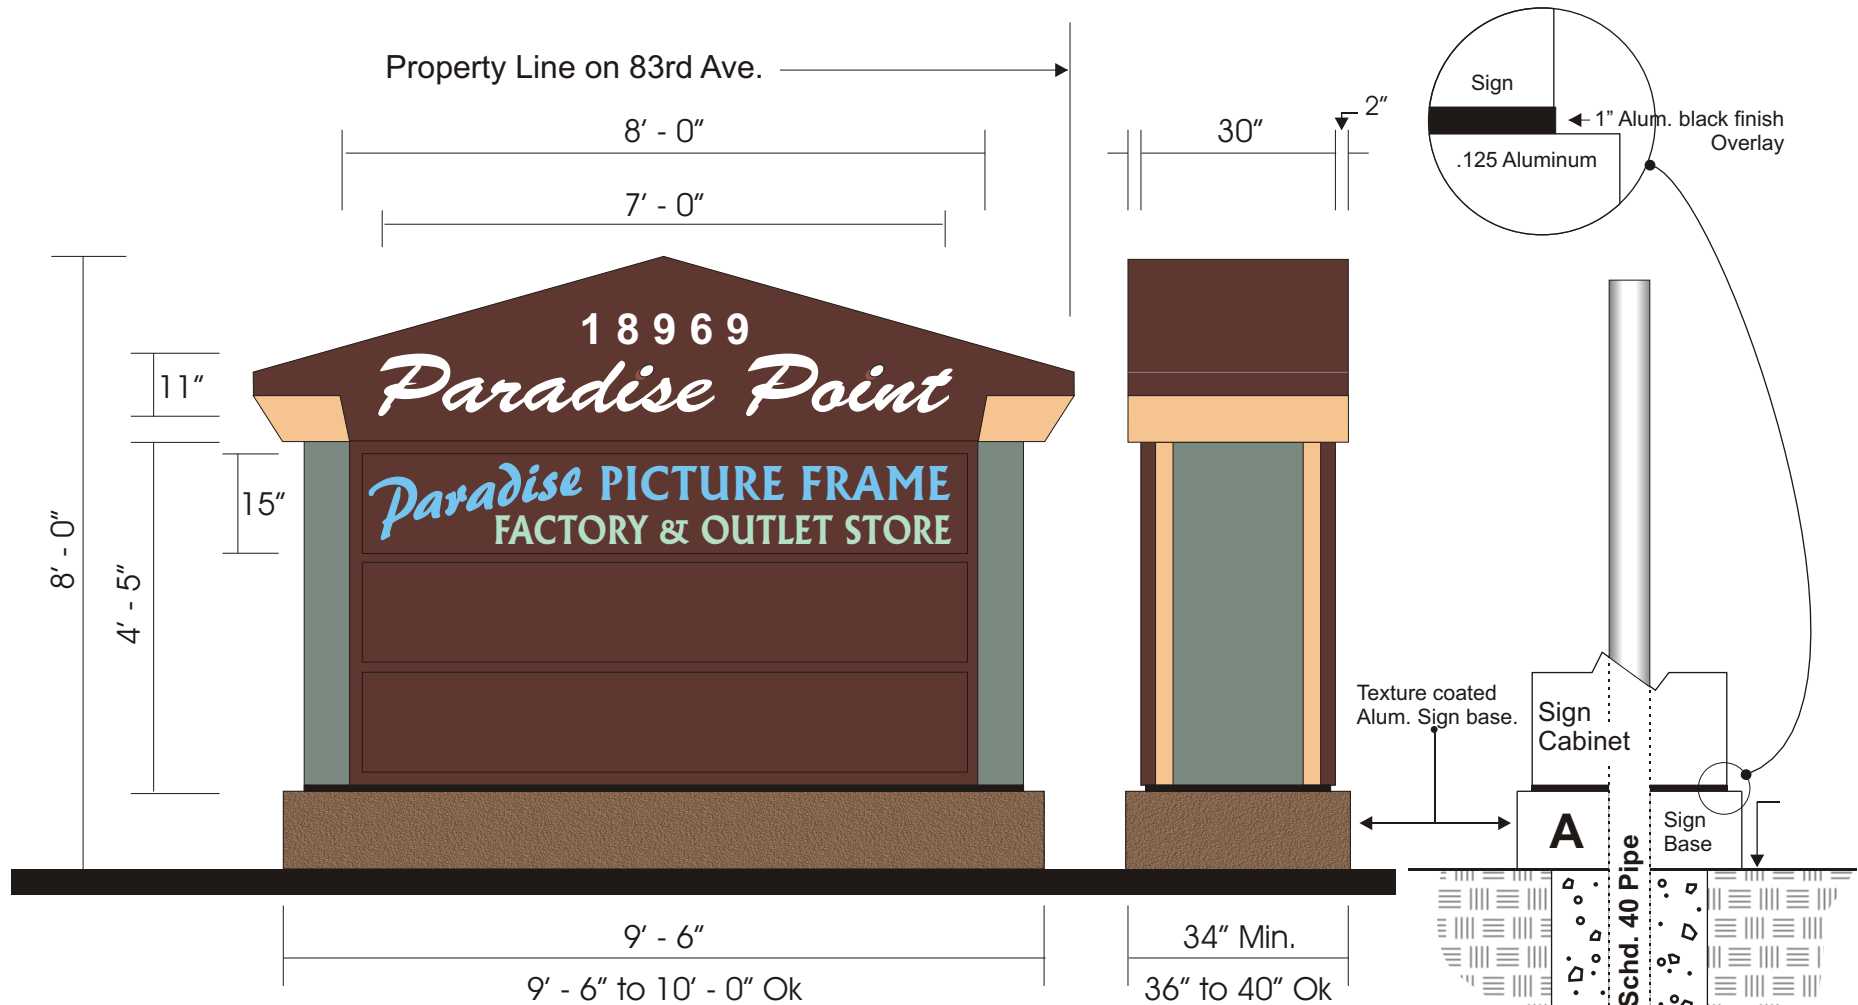 Property Line on 83rd Ave.
8' - 0"
7' - 0"
30"
2"
Sign
1" Alum. black finish
Overlay
.125 Aluminum
18969
Paradise Point
11"
15"
8' - 0"
4' - 5"
Paradise PICTURE FRAME
FACTORY & OUTLET STORE
Texture coated
Alum. Sign base.
Sign
Cabinet
A
Sign
Base
Schd. 40 Pipe
9' - 6"
9' - 6" to 10' - 0" Ok
34" Min.
36" to 40" Ok